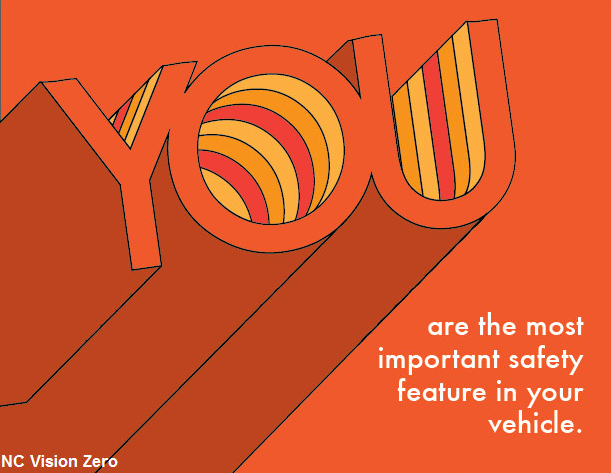 YOU
are the most
important safety
feature in your
vehicle.
NC Vision Zero